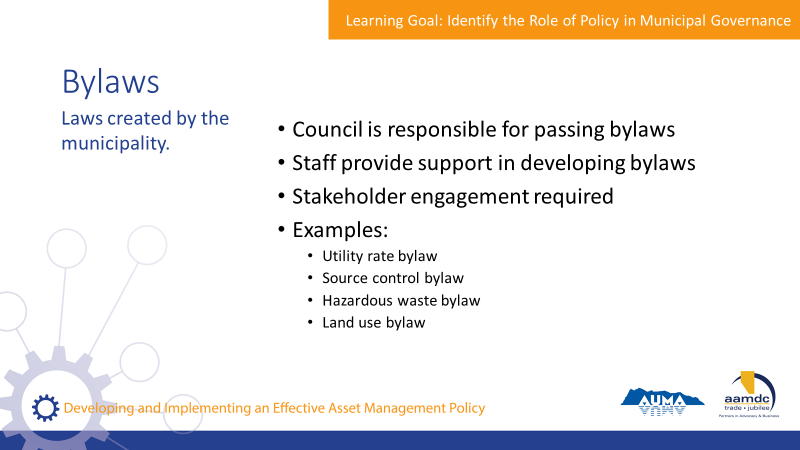 Learning Goal: Identify the Role of Policy in Municipal Governance
Bylaws
Laws created by the
municipality.
• Council is responsible for passing bylaws
• Staff provide support in developing bylaws
• Stakeholder engagement required
• Examples:
• Utility rate bylaw
• Source control bylaw
• Hazardous waste bylaw
• Land use bylaw
Developing and Implementing an Effective Asset Management Policy
AUMA
aamdc
trade • jubilee
Partners in Advocacy & Business